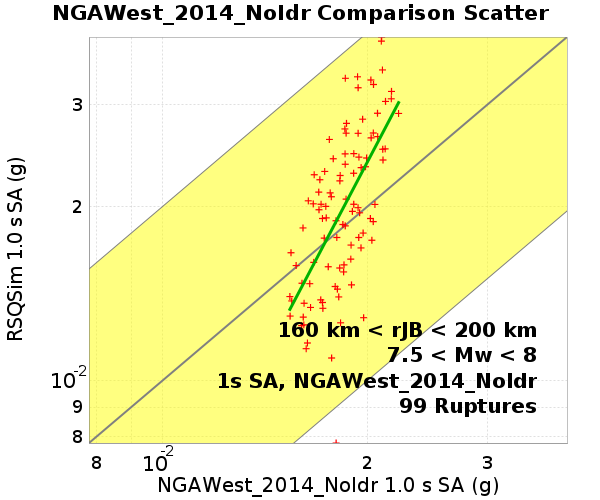 NGAWest_2014_NoIdr Comparison Scatter
RSQSim 1.0 s SA (g)
3
2
10-2
9
8
160 km < rJB < 200 km
7.5 < Mw < 8
1s SA, NGAWest_2014_NoIdr
99 Ruptures
8 10-2 2 3
NGAWest_2014_NoIdr 1.0 s SA (g)